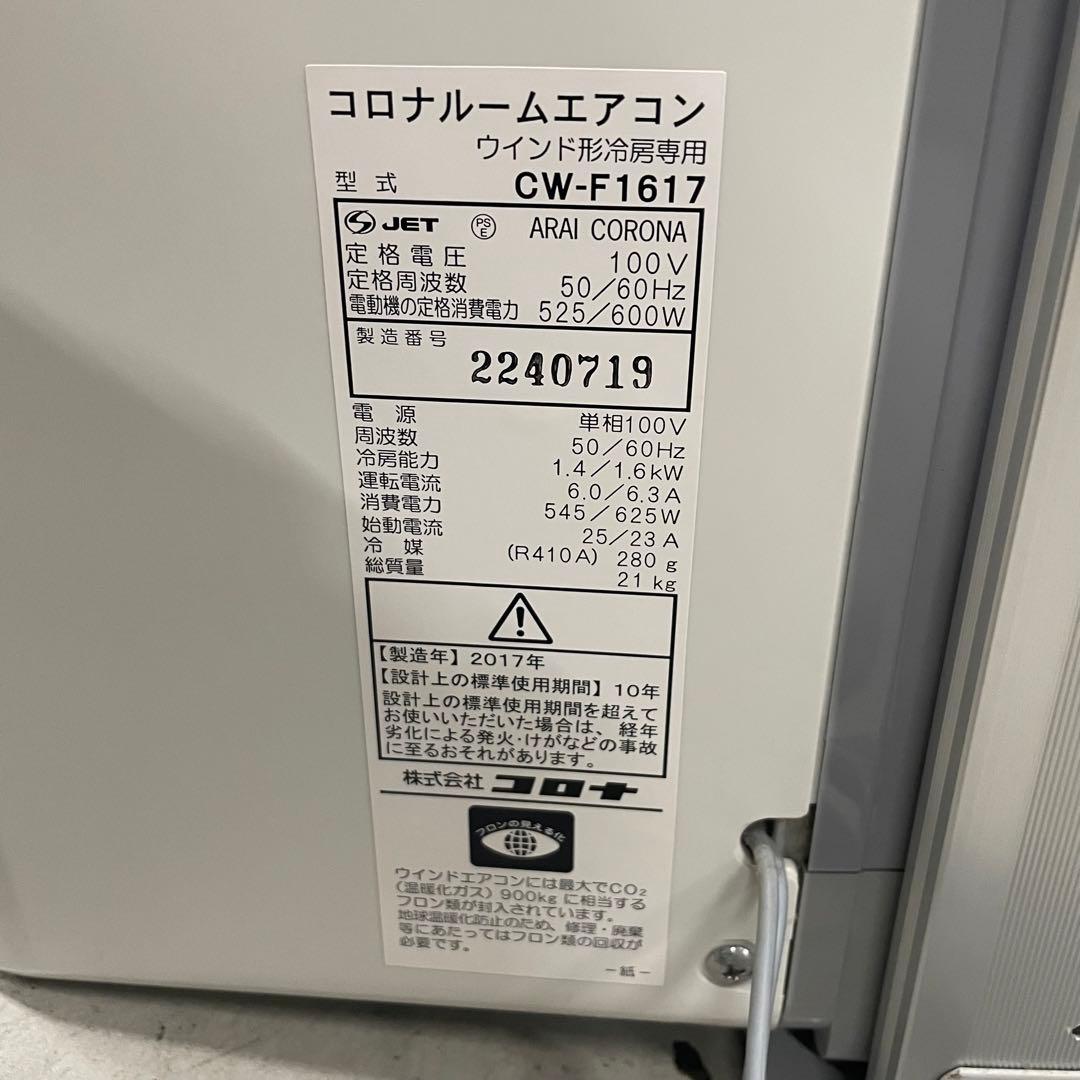 コロナルームエアコン
ウインド形冷房専用
型式 CW-F1617
JET PSE ARAI CORONA
定格電圧 100V
定格周波数 50/60Hz
電動機の定格消費電力 525/600W
製造番号 2240719
電源 単相100V
周波数 50/60Hz
冷房能力 1.4/1.6kW
運転電流 6.0/6.3A
消費電力 545/625W
始動電流 25/23A
冷媒 (R410A) 280g
総質量 21kg
【製造年】2017年
【設計上の標準使用期間】10年
設計上の標準使用期間を超えて
お使いいただいた場合は、経年
劣化による発火・けがなどの事故
に至るおそれがあります。
株式会社 コロナ
フロンの見える化
ウインドエアコンには最大でCO₂
(温暖化ガス)900kgに相当する
フロン類が封入されています。
地球温暖化防止のため、修理・廃棄
等にあたってはフロン類の回収が
必要です。
-紙-